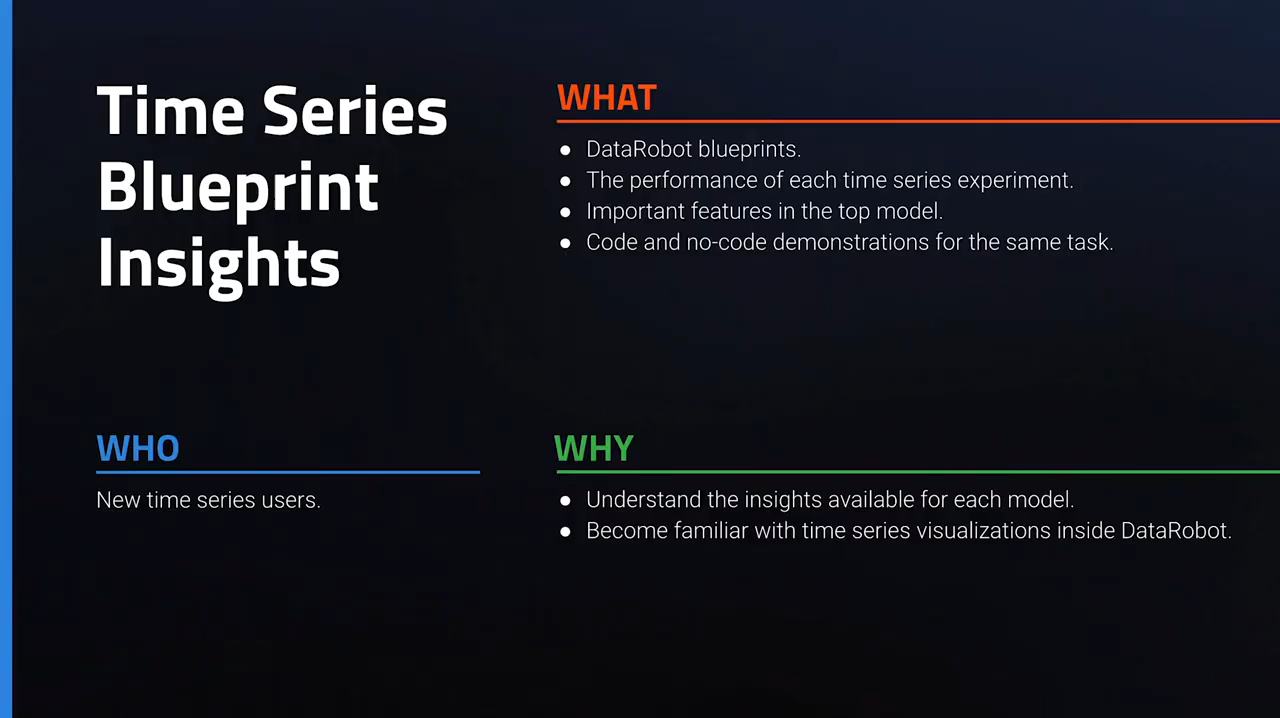 Time Series
Blueprint
Insights
WHAT
● DataRobot blueprints.
● The performance of each time series experiment.
● Important features in the top model.
● Code and no-code demonstrations for the same task.
WHO
New time series users.
WHY
● Understand the insights available for each model.
● Become familiar with time series visualizations inside DataRobot.